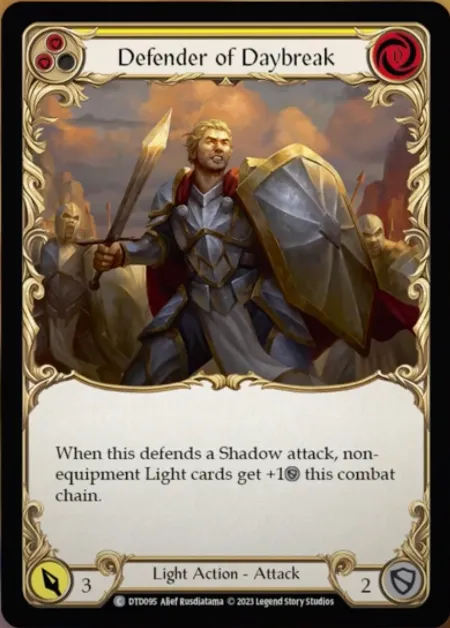 Defender of Daybreak
When this defends a Shadow attack, non-
equipment Light cards get +1 this combat
chain.
3
Light Action - Attack
2
C DTD095 Alief Rusdiatama © 2023 Legend Story Studios